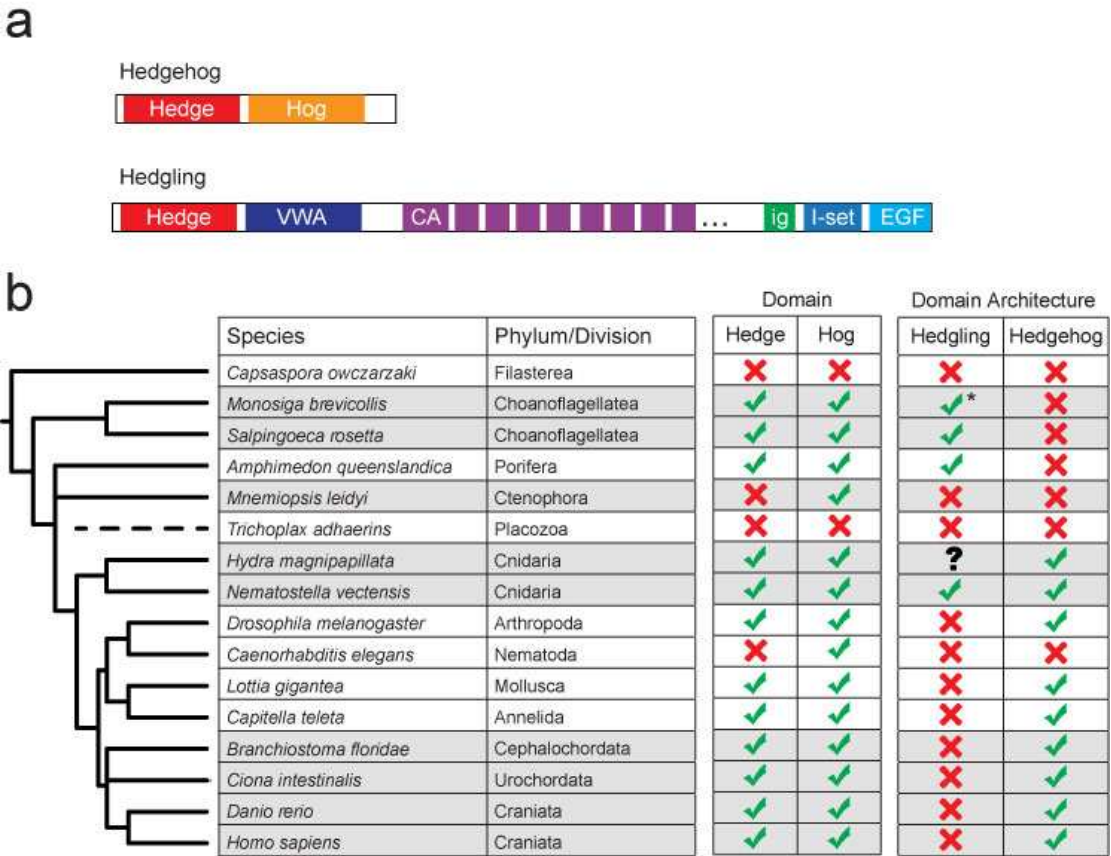 a
Hedgehog
Hedge Hog
Hedgling
Hedge VWA CA ... ig I-set EGF
b
Domain Domain Architecture
Species Phylum/Division Hedge Hog Hedgling Hedgehog
Capsaspora owczarzaki Filasterea
Monosiga brevicollis Choanoflagellatea *
Salpingoeca rosetta Choanoflagellatea
Amphimedon queenslandica Porifera
Mnemiopsis leidyi Ctenophora
Trichoplax adhaerins Placozoa
Hydra magnipapillata Cnidaria ?
Nematostella vectensis Cnidaria
Drosophila melanogaster Arthropoda
Caenorhabditis elegans Nematoda
Lottia gigantea Mollusca
Capitella teleta Annelida
Branchiostoma floridae Cephalochordata
Ciona intestinalis Urochordata
Danio rerio Craniata
Homo sapiens Craniata